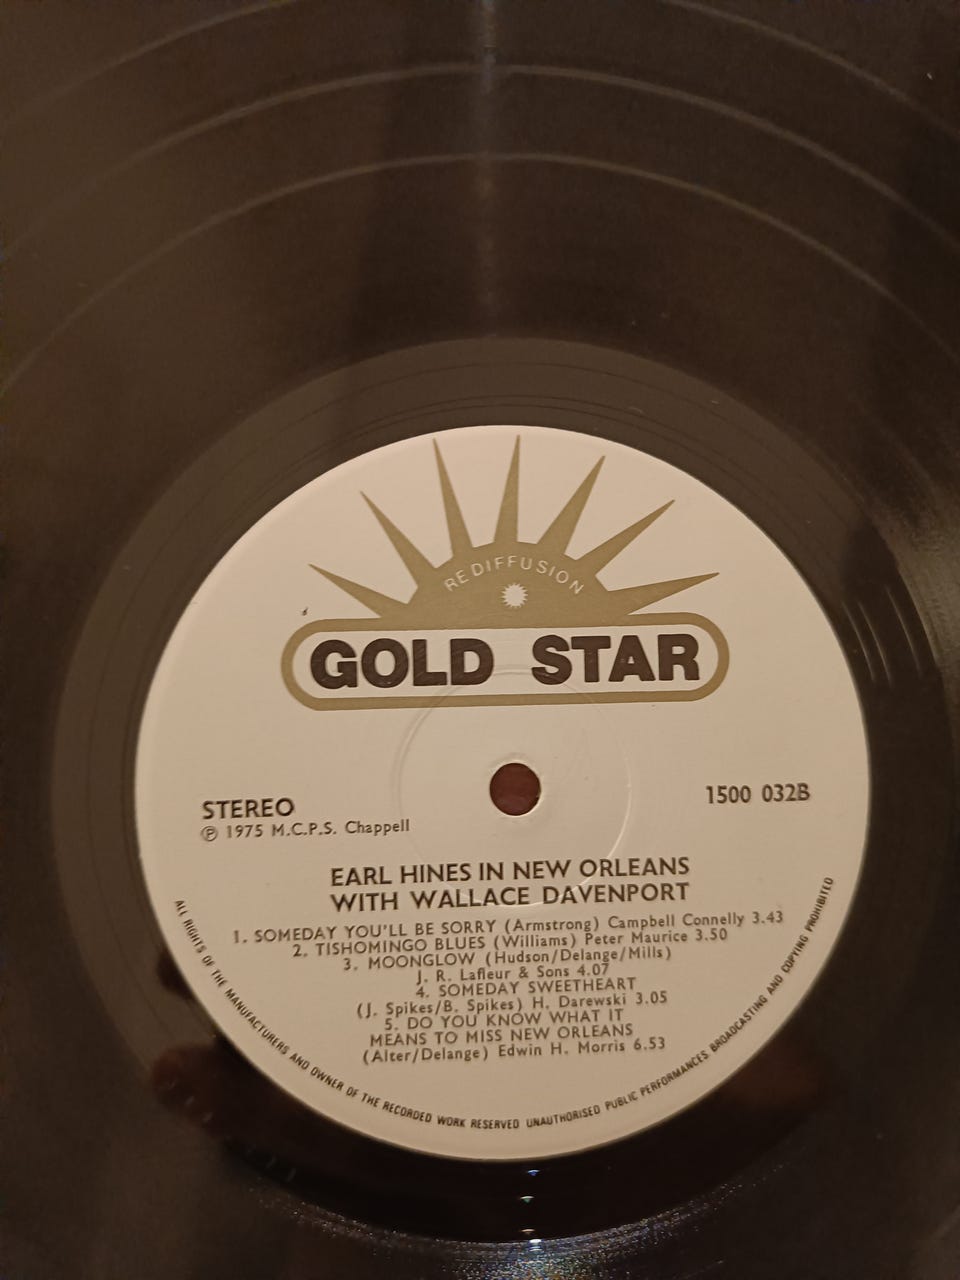 REDIFFUSION
GOLD STAR
STEREO
℗ 1975 M.C.P.S. Chappell
1500 032B
EARL HINES IN NEW ORLEANS
WITH WALLACE DAVENPORT
1. SOMEDAY YOU'LL BE SORRY (Armstrong) Campbell Connelly 3.43
2. TISHOMINGO BLUES (Williams) Peter Maurice 3.50
3. MOONGLOW (Hudson/Delange/Mills)
J. R. Lafleur & Sons 4.07
4. SOMEDAY SWEETHEART
(J. Spikes/B. Spikes) H. Darewski 3.05
5. DO YOU KNOW WHAT IT
MEANS TO MISS NEW ORLEANS
(Alter/Delange) Edwin H. Morris 6.53
ALL RIGHTS OF THE MANUFACTURERS AND OWNER OF THE RECORDED WORK RESERVED UNAUTHORISED PUBLIC PERFORMANCES BROADCASTING AND COPYING PROHIBITED